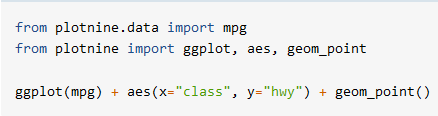 from plotnine.data import mpg
from plotnine import ggplot, aes, geom_point
ggplot(mpg) + aes(x="class", y="hwy") + geom_point()